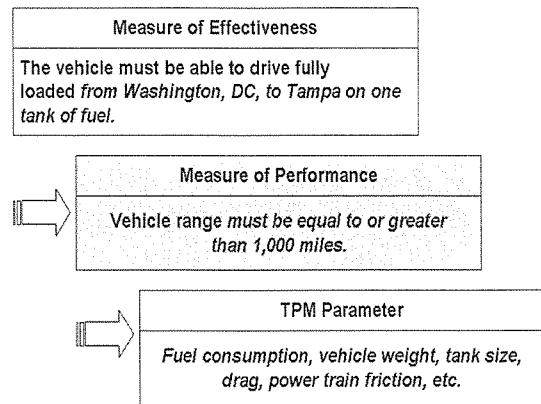 Measure of Effectiveness
The vehicle must be able to drive fully
loaded from Washington, DC, to Tampa on one
tank of fuel.
Measure of Performance
Vehicle range must be equal to or greater
than 1,000 miles.
TPM Parameter
Fuel consumption, vehicle weight, tank size,
drag, power train friction, etc.